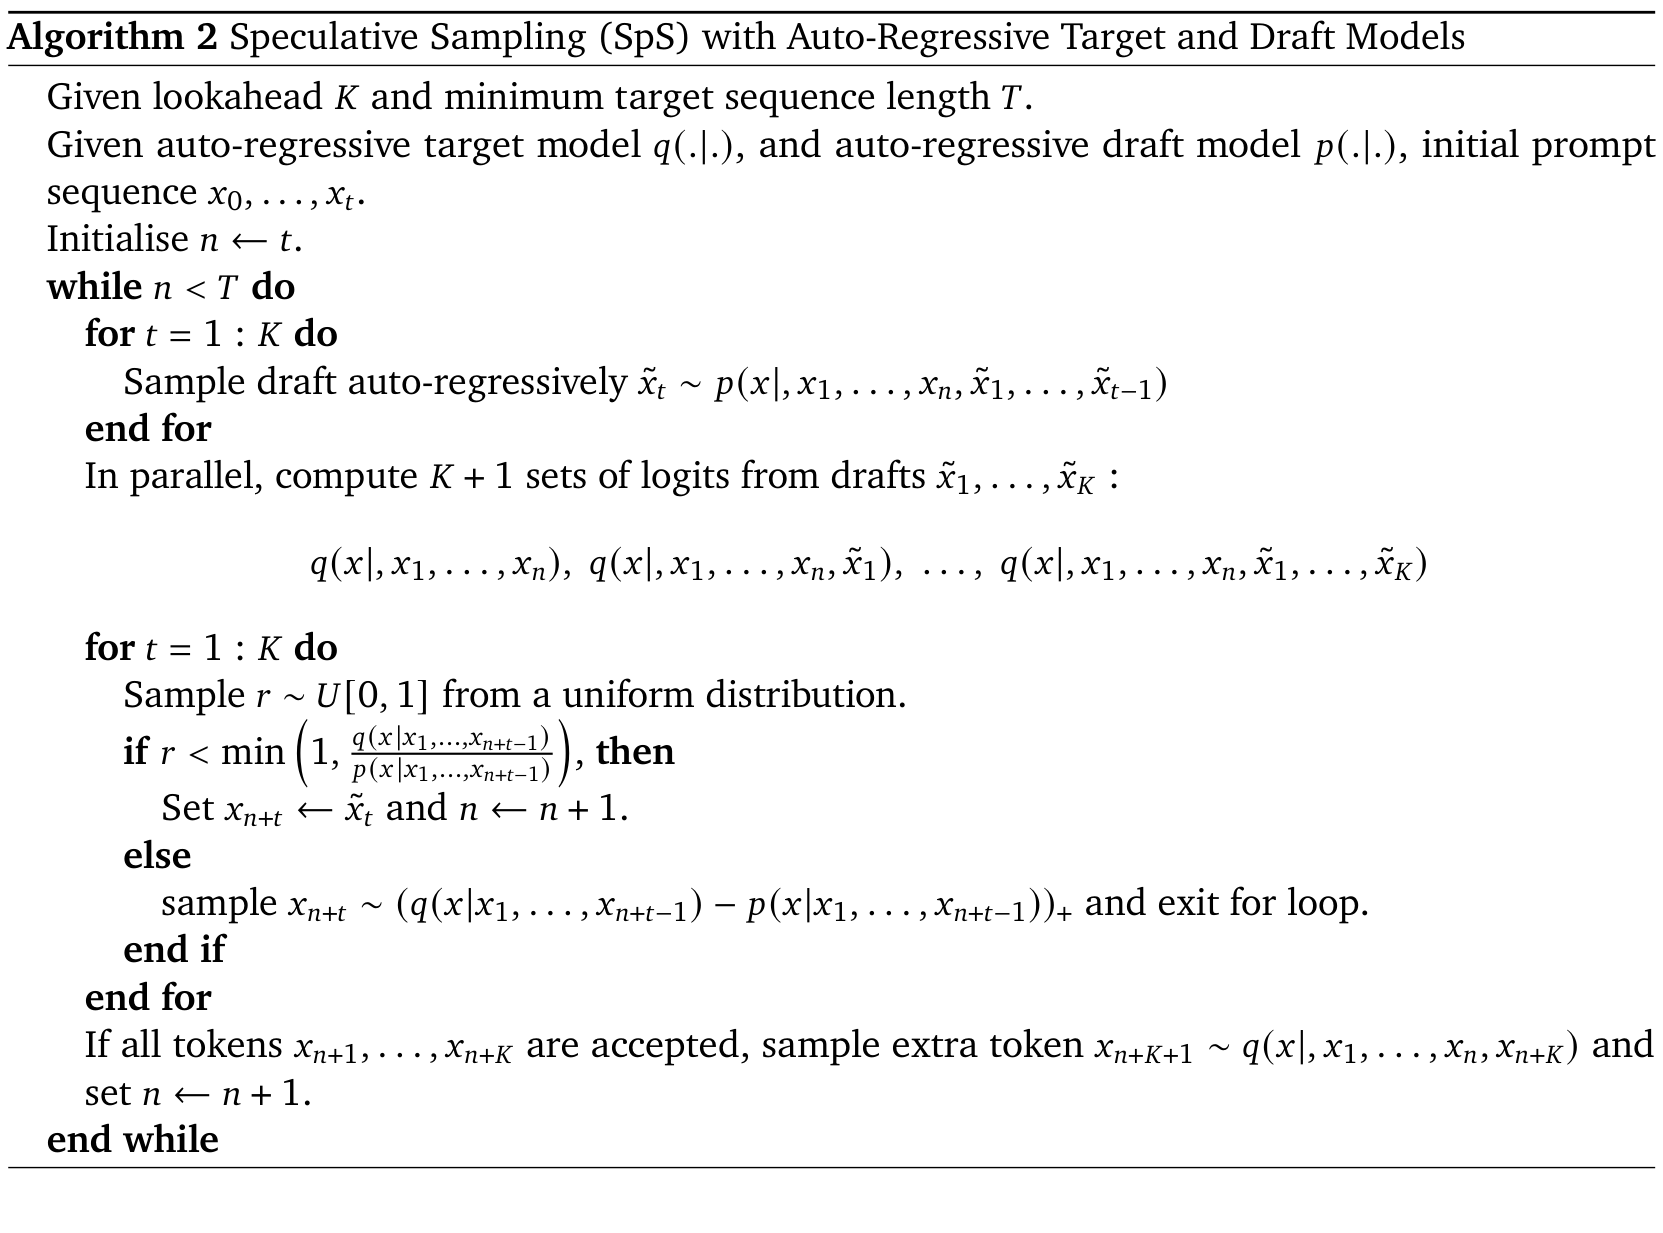 Algorithm 2 Speculative Sampling (SpS) with Auto-Regressive Target and Draft Models
Given lookahead K and minimum target sequence length T.
Given auto-regressive target model q(.|.), and auto-regressive draft model p(.|.), initial prompt
sequence x₀, . . . , xₜ.
Initialise n ← t.
while n < T do
for t = 1 : K do
Sample draft auto-regressively x̃ₜ ∼ p(x|, x₁, . . . , xₙ, x̃₁, . . . , x̃ₜ₋₁)
end for
In parallel, compute K + 1 sets of logits from drafts x̃₁, . . . , x̃_K :
q(x|, x₁, . . . , xₙ), q(x|, x₁, . . . , xₙ, x̃₁), . . . , q(x|, x₁, . . . , xₙ, x̃₁, . . . , x̃_K)
for t = 1 : K do
Sample r ∼ U[0, 1] from a uniform distribution.
if r < min (1, q(x|x₁,...,xₙ₊ₜ₋₁) / p(x|x₁,...,xₙ₊ₜ₋₁)), then
Set xₙ₊ₜ ← x̃ₜ and n ← n + 1.
else
sample xₙ₊ₜ ∼ (q(x|x₁, . . . , xₙ₊ₜ₋₁) − p(x|x₁, . . . , xₙ₊ₜ₋₁))₊ and exit for loop.
end if
end for
If all tokens xₙ₊₁, . . . , x_{n+K} are accepted, sample extra token x_{n+K+1} ∼ q(x|, x₁, . . . , xₙ, x_{n+K}) and
set n ← n + 1.
end while